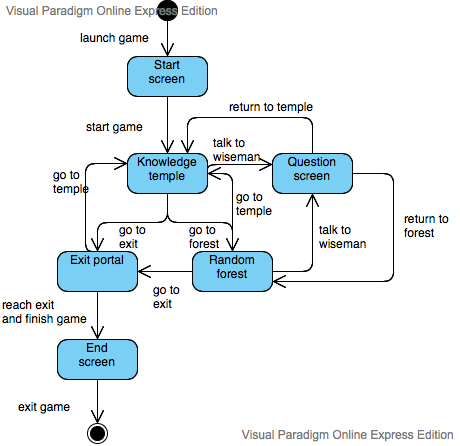 Visual Paradigm Online Express Edition
launch game
Start
screen
return to temple
start game
talk to
wiseman
Knowledge
temple
Question
screen
go to
temple
go to
temple
return to
forest
go to
exit
go to
forest
talk to
wiseman
Exit portal
Random
forest
go to
exit
reach exit
and finish game
End
screen
exit game
Visual Paradigm Online Express Edition